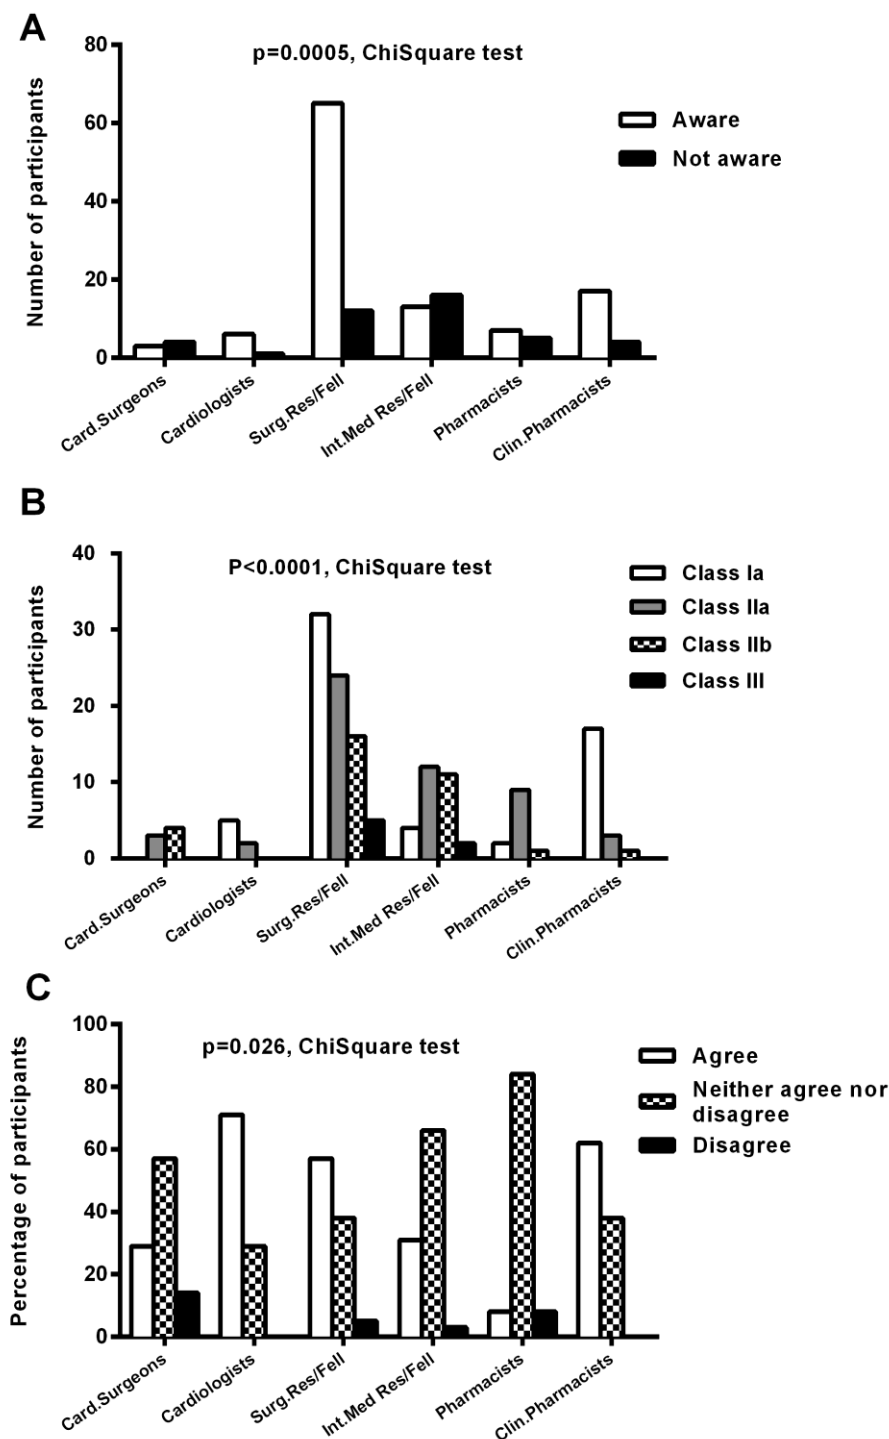 A
p=0.0005, ChiSquare test
Number of participants
80
60
40
20
0
Aware
Not aware
Card.Surgeons
Cardiologists
Surg.Res/Fell
Int.Med Res/Fell
Pharmacists
Clin.Pharmacists
B
P<0.0001, ChiSquare test
Number of participants
40
30
20
10
0
Class Ia
Class IIa
Class IIb
Class III
Card.Surgeons
Cardiologists
Surg.Res/Fell
Int.Med Res/Fell
Pharmacists
Clin.Pharmacists
C
p=0.026, ChiSquare test
Percentage of participants
100
80
60
40
20
0
Agree
Neither agree nor
disagree
Disagree
Card.Surgeons
Cardiologists
Surg.Res/Fell
Int.Med Res/Fell
Pharmacists
Clin.Pharmacists